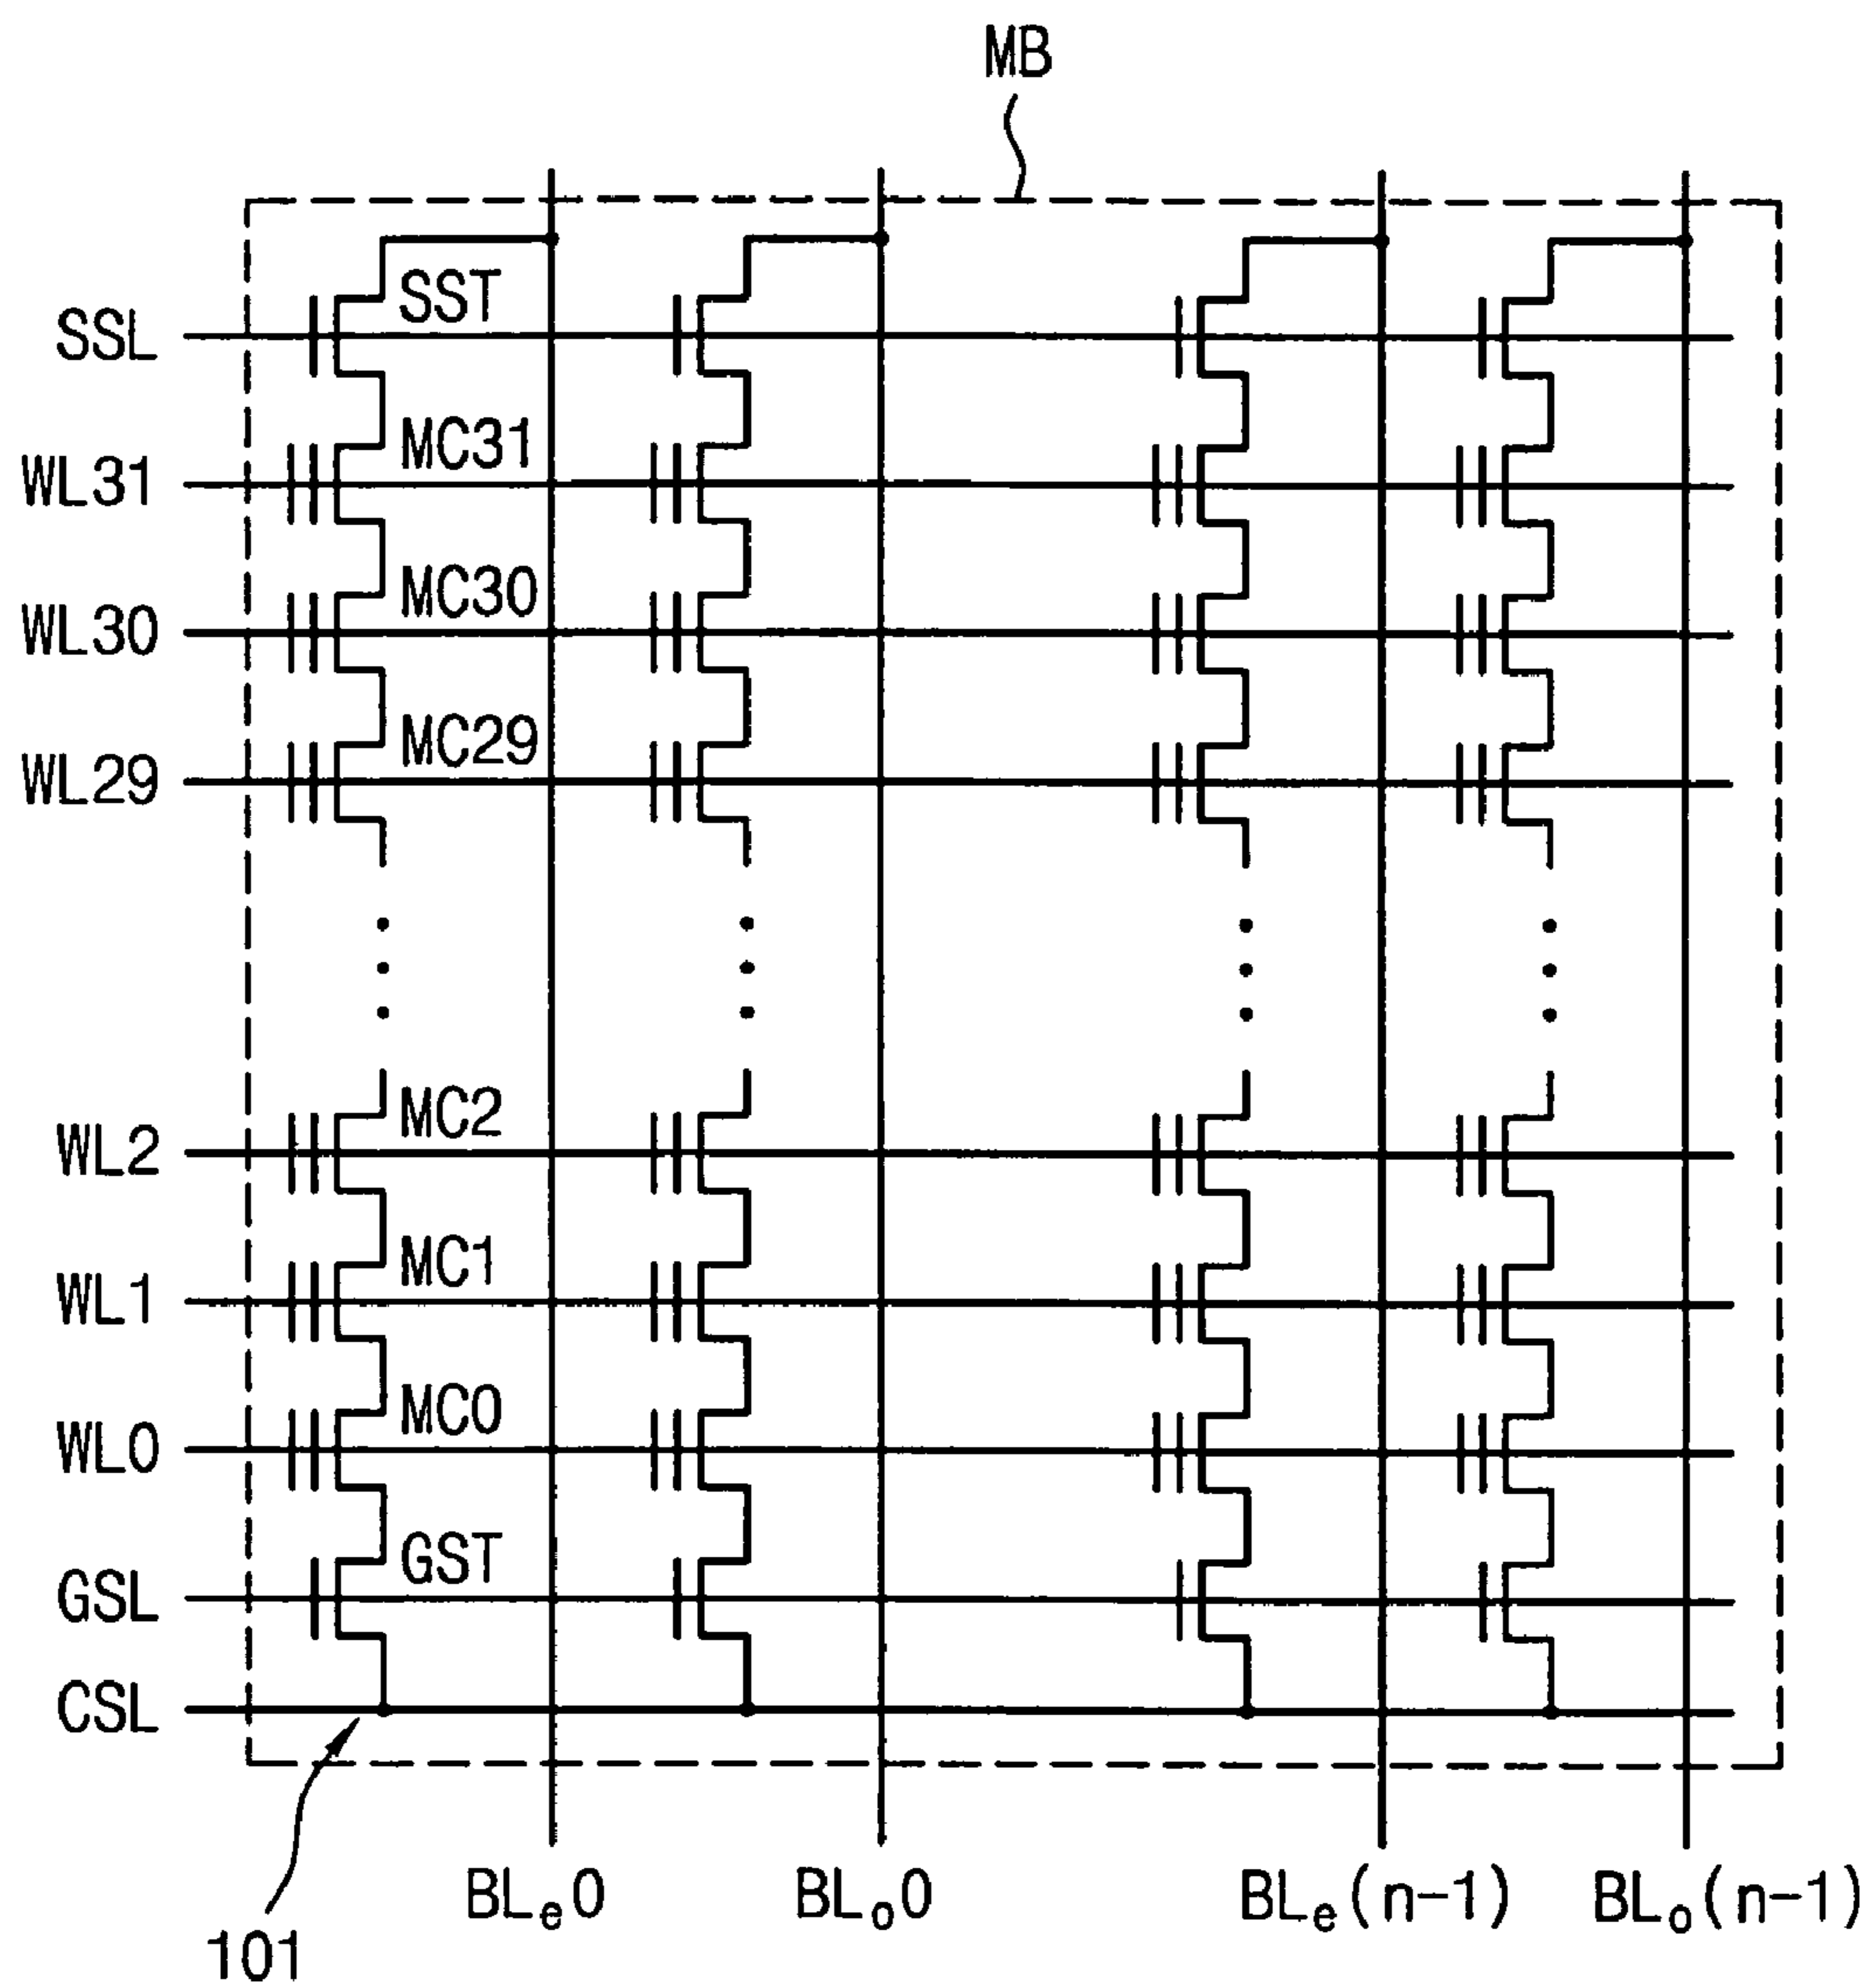 MB
SST
SSL
MC31
WL31
MC30
WL30
MC29
WL29
MC2
WL2
MC1
WL1
MC0
WL0
GST
GSL
CSL
BLe0 BLo0 BLe(n-1) BLo(n-1)
101